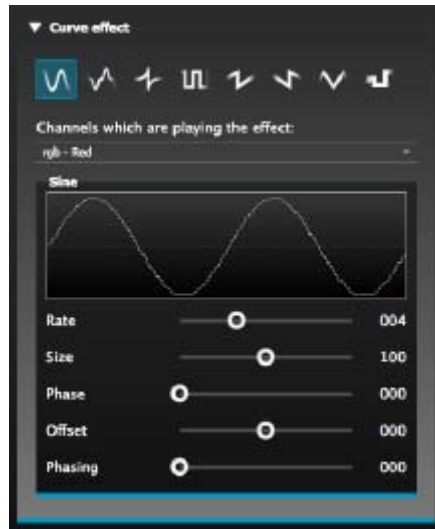 Curve effect
Channels which are playing the effect:
rgb - Red
Sine
Rate 004
Size 100
Phase 000
Offset 000
Phasing 000